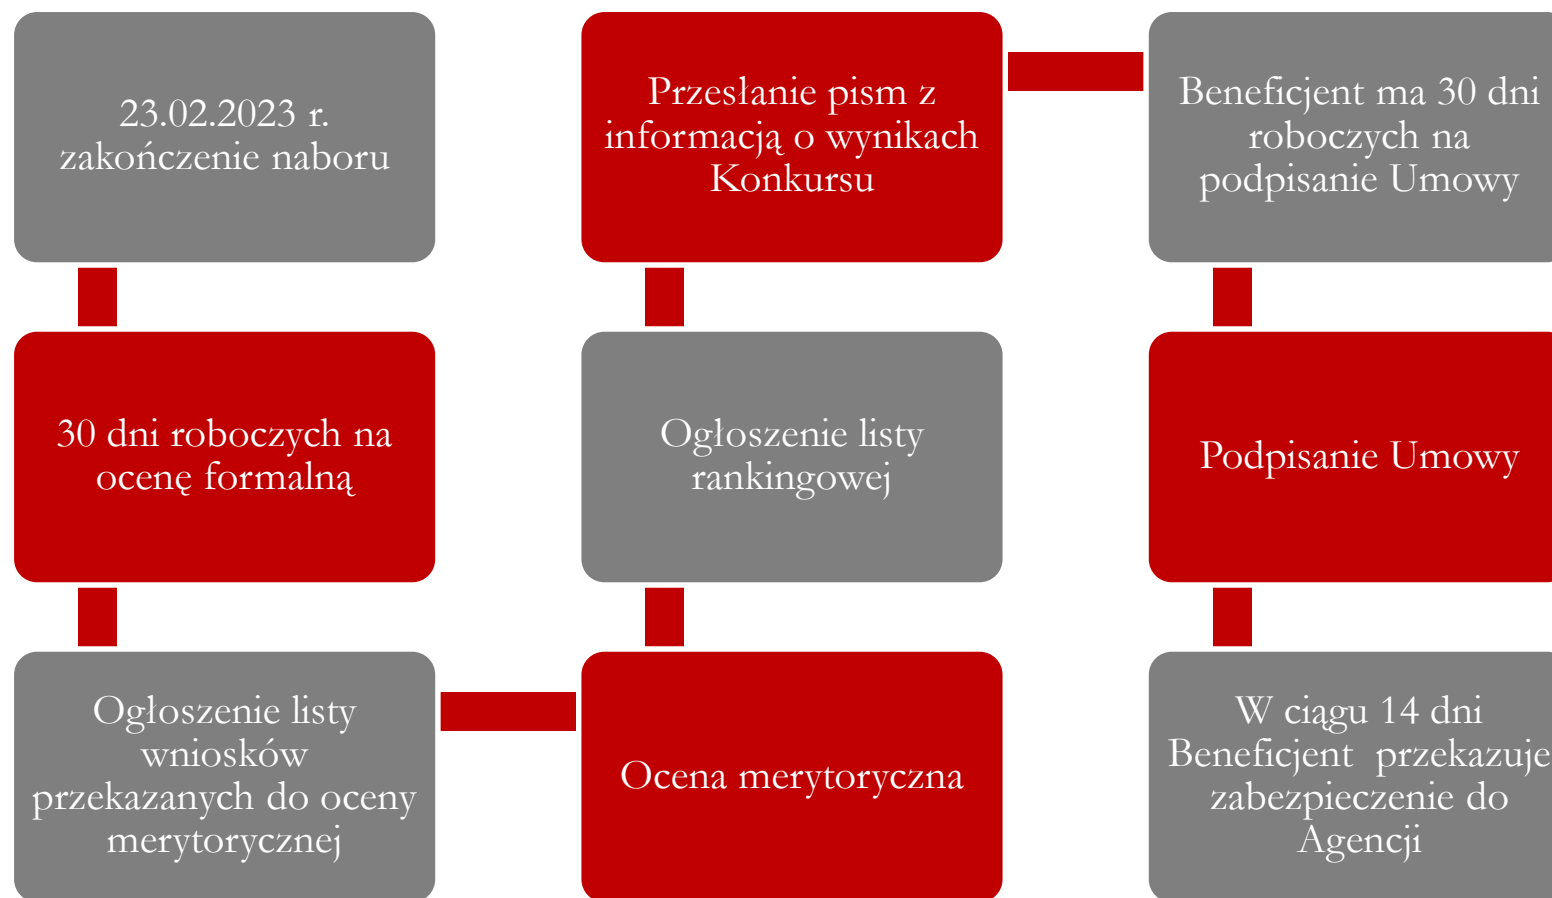 23.02.2023 r.
zakończenie naboru
30 dni roboczych na
ocenę formalną
Ogłoszenie listy
wniosków
przekazanych do oceny
merytorycznej
Ocena merytoryczna
Ogłoszenie listy
rankingowej
Przesłanie pism z
informacją o wynikach
Konkursu
Beneficjent ma 30 dni
roboczych na
podpisanie Umowy
Podpisanie Umowy
W ciągu 14 dni
Beneficjent przekazuje
zabezpieczenie do
Agencji